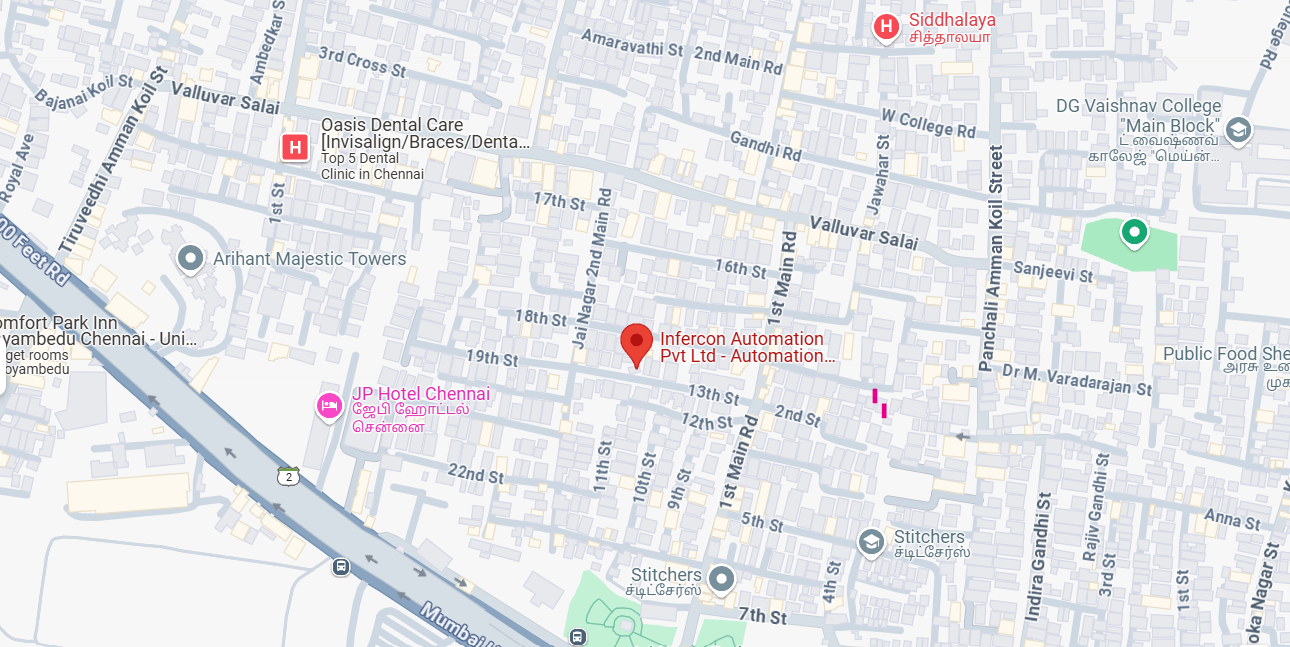 Siddhalaya
சித்தாலயா
Ambedkar S
Amaravathi St
2nd Main Rd
College Rd
3rd Cross St
Bajanai Koil St
Valluvar Salai
DG Vaishnav College
"Main Block"
ட வைஷ்ணவ்
காலேஜ் "மெய்ன்...
W College Rd
Oasis Dental Care
[Invisalign/Braces/Denta...
Top 5 Dental
Clinic in Chennai
H
H
Gandhi Rd
Jawahar St
Royal Ave
Tiruveedhi Amman Koil St
1st St
17th St
Jai Nagar 2nd Main Rd
Valluvar Salai
Panchali Amman Koil Street
00 Feet Rd
Arihant Majestic Towers
16th St
1st Main Rd
Sanjeevi St
omfort Park Inn
yambedu Chennai - Uni...
get rooms
oyambedu
18th St
Infercon Automation
Pvt Ltd - Automation...
19th St
Public Food She
அரசு உண
முக
Dr M. Varadarajan St
JP Hotel Chennai
ஜேபி ஹோட்டல்
சென்னை
13th St
2nd St
12th St
1st Main Rd
2
22nd St
11th St
10th St
9th St
5th St
Stitchers
ச்டிட்சேர்ஸ்
Indira Gandhi St
Rajiv Gandhi St
Anna St
Stitchers
ச்டிட்சேர்ஸ்
4th St
3rd St
1st St
oka Nagar St
7th St
Mumbai H